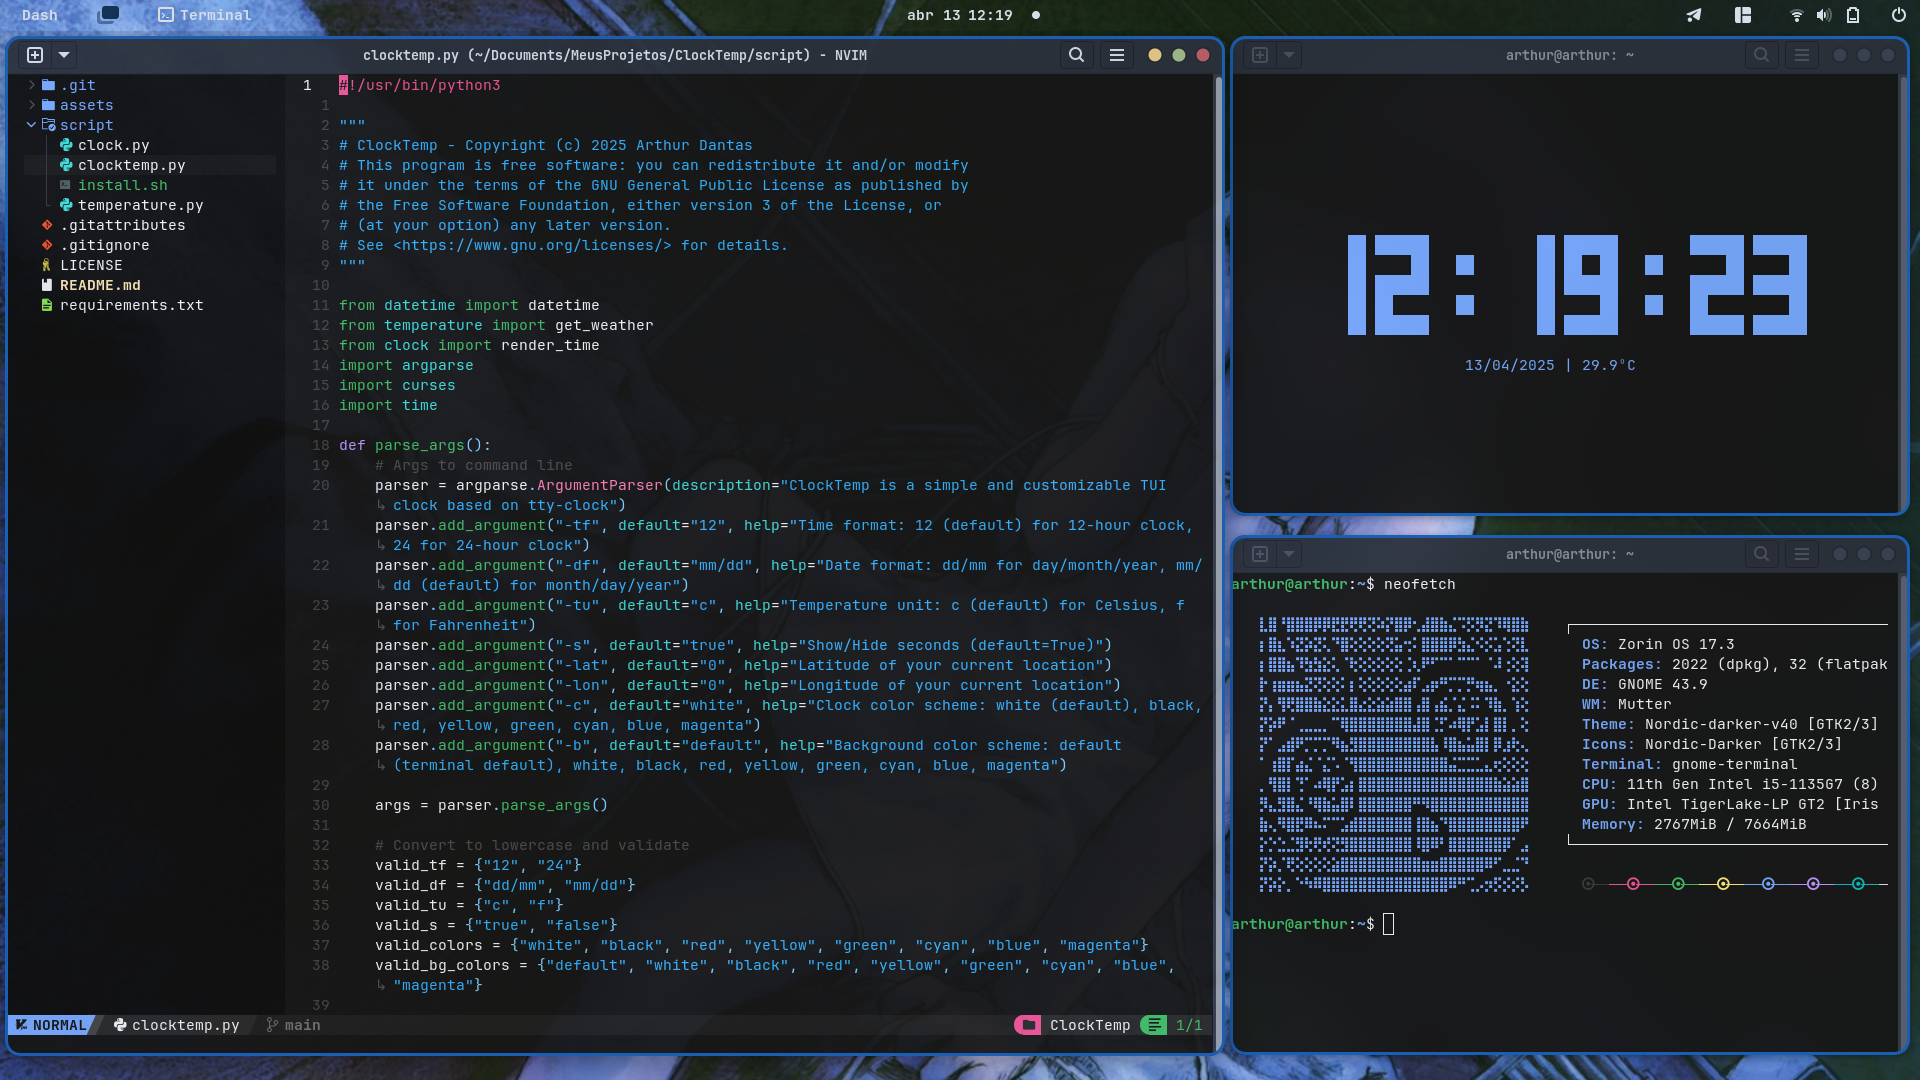 Dash
Terminal
abr 13 12:19
clocktemp.py (~/Documents/MeusProjetos/ClockTemp/script) - NVIM
.git
assets
script
clock.py
clocktemp.py
install.sh
temperature.py
.gitattributes
.gitignore
LICENSE
README.md
requirements.txt
1 #!/usr/bin/python3
1
2 """
3 # ClockTemp - Copyright (c) 2025 Arthur Dantas
4 # This program is free software: you can redistribute it and/or modify
5 # it under the terms of the GNU General Public License as published by
6 # the Free Software Foundation, either version 3 of the License, or
7 # (at your option) any later version.
8 # See <https://www.gnu.org/licenses/> for details.
9 """
10
11 from datetime import datetime
12 from temperature import get_weather
13 from clock import render_time
14 import argparse
15 import curses
16 import time
17
18 def parse_args():
19     # Args to command line
20     parser = argparse.ArgumentParser(description="ClockTemp is a simple and customizable TUI
↳ clock based on tty-clock")
21     parser.add_argument("-tf", default="12", help="Time format: 12 (default) for 12-hour clock,
↳ 24 for 24-hour clock")
22     parser.add_argument("-df", default="mm/dd", help="Date format: dd/mm for day/month/year, mm/
↳ dd (default) for month/day/year")
23     parser.add_argument("-tu", default="c", help="Temperature unit: c (default) for Celsius, f
↳ for Fahrenheit")
24     parser.add_argument("-s", default="true", help="Show/Hide seconds (default=True)")
25     parser.add_argument("-lat", default="0", help="Latitude of your current location")
26     parser.add_argument("-lon", default="0", help="Longitude of your current location")
27     parser.add_argument("-c", default="white", help="Clock color scheme: white (default), black,
↳ red, yellow, green, cyan, blue, magenta")
28     parser.add_argument("-b", default="default", help="Background color scheme: default
↳ (terminal default), white, black, red, yellow, green, cyan, blue, magenta")
29
30     args = parser.parse_args()
31
32     # Convert to lowercase and validate
33     valid_tf = {"12", "24"}
34     valid_df = {"dd/mm", "mm/dd"}
35     valid_tu = {"c", "f"}
36     valid_s = {"true", "false"}
37     valid_colors = {"white", "black", "red", "yellow", "green", "cyan", "blue", "magenta"}
38     valid_bg_colors = {"default", "white", "black", "red", "yellow", "green", "cyan", "blue",
↳ "magenta"}
39
NORMAL clocktemp.py main ClockTemp 1/1
arthur@arthur: ~
12:19:23
13/04/2025 | 29.9°C
arthur@arthur: ~
arthur@arthur:~$ neofetch
OS: Zorin OS 17.3
Packages: 2022 (dpkg), 32 (flatpak
DE: GNOME 43.9
WM: Mutter
Theme: Nordic-darker-v40 [GTK2/3]
Icons: Nordic-Darker [GTK2/3]
Terminal: gnome-terminal
CPU: 11th Gen Intel i5-1135G7 (8)
GPU: Intel TigerLake-LP GT2 [Iris
Memory: 2767MiB / 7664MiB
arthur@arthur:~$